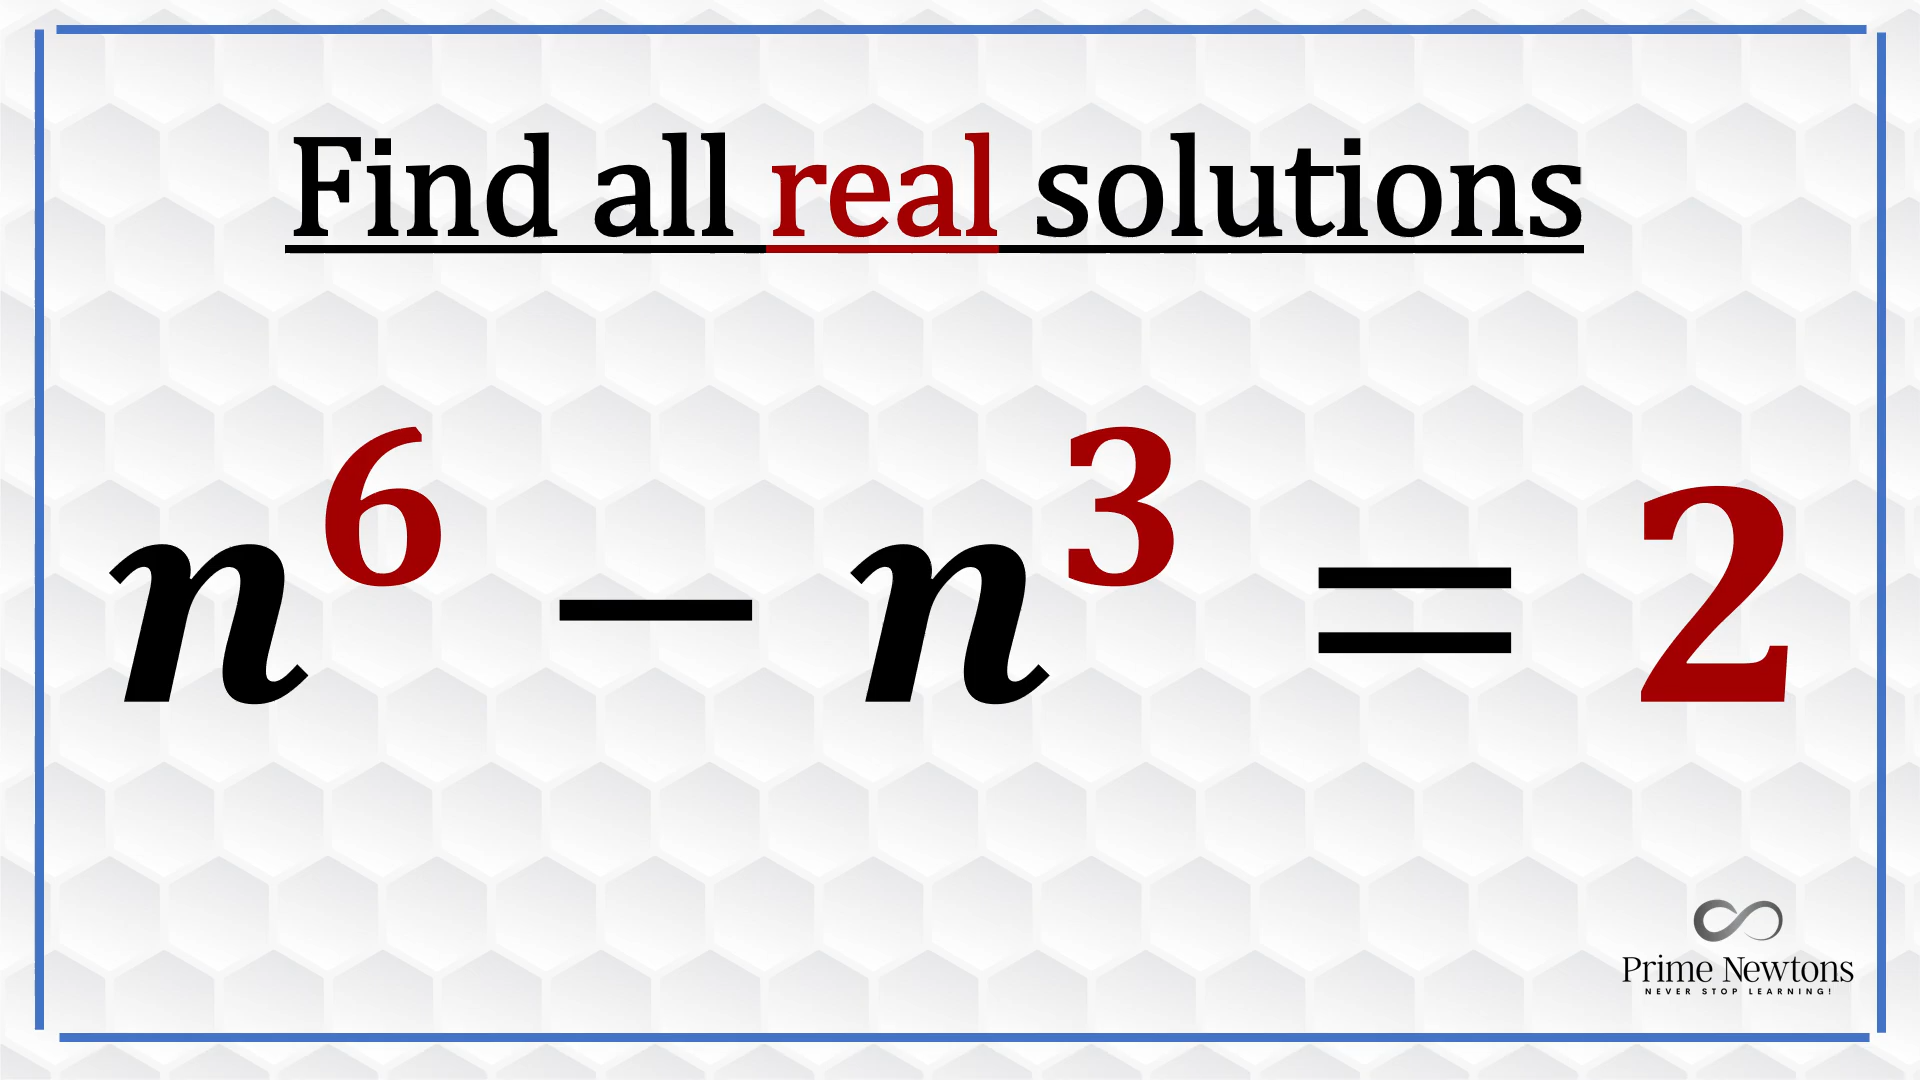 Find all real solutions
n⁶ − n³ = 2
Prime Newtons
NEVER STOP LEARNING!